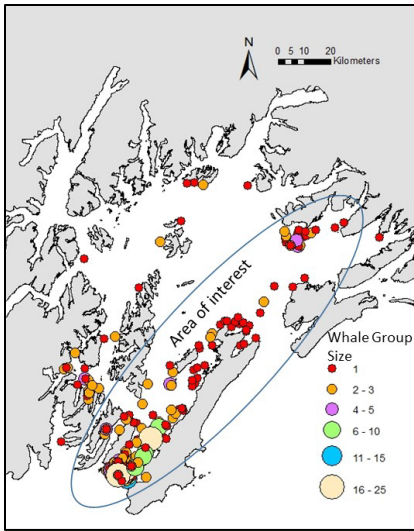 N
0 5 10 20
Kilometers
Area of Interest
Whale Group
Size
1
2 - 3
4 - 5
6 - 10
11 - 15
16 - 25